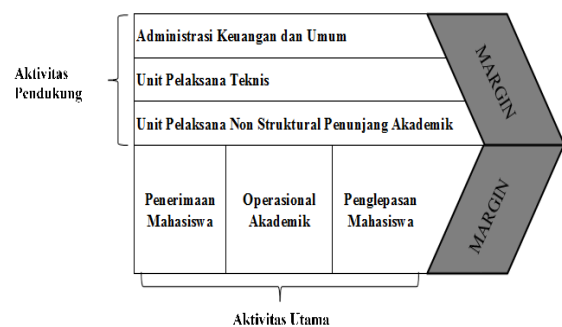 Administrasi Keuangan dan Umum
Aktivitas
Pendukung
Unit Pelaksana Teknis
Unit Pelaksana Non Struktural Penunjang Akademik
MARGIN
Penerimaan
Mahasiswa
Operasional
Akademik
Penglepasan
Mahasiswa
MARGIN
Aktivitas Utama